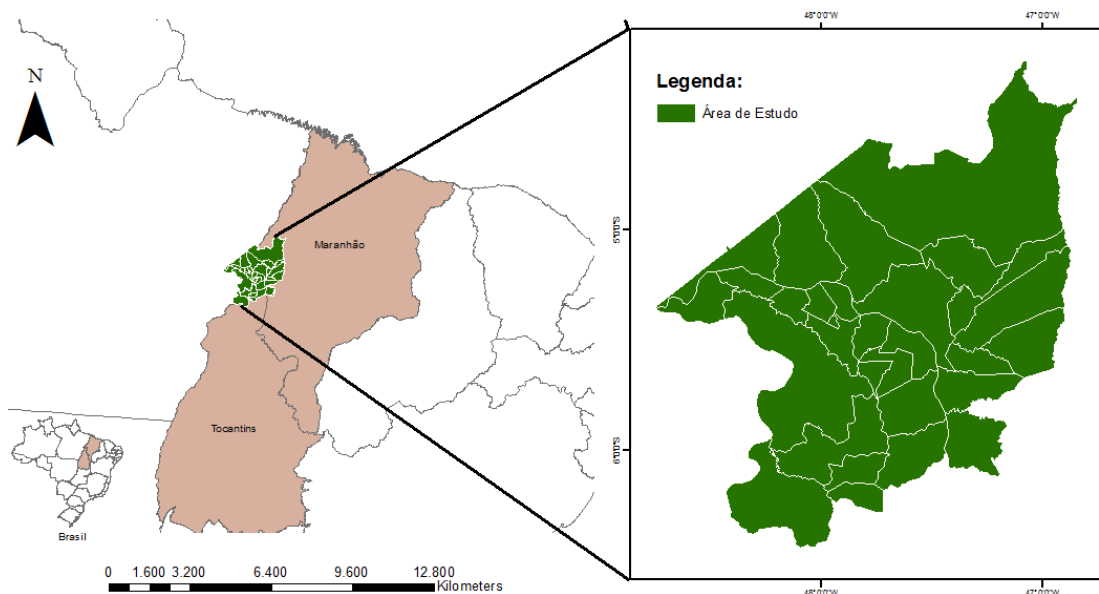 48°0'0"W 47°0'0"W
N
Legenda:
Área de Estudo
Maranhão
5°0'0"S
Tocantins
6°0'0"S
Brasil
0 1.600 3.200 6.400 9.600 12.800
Kilometers
48°0'0"W 47°0'0"W